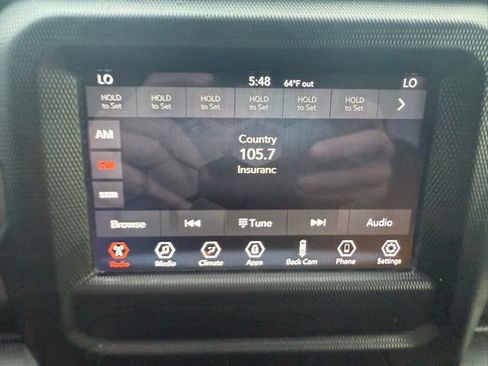 LO 5:48 64°F out LO
HOLD to Set HOLD to Set HOLD to Set HOLD to Set HOLD to Set HOLD to Set
AM
Country
FM
105.7
Insuranc
SXM
Browse Tune Audio
Radio Media Climate Apps Back Cam Phone Settings